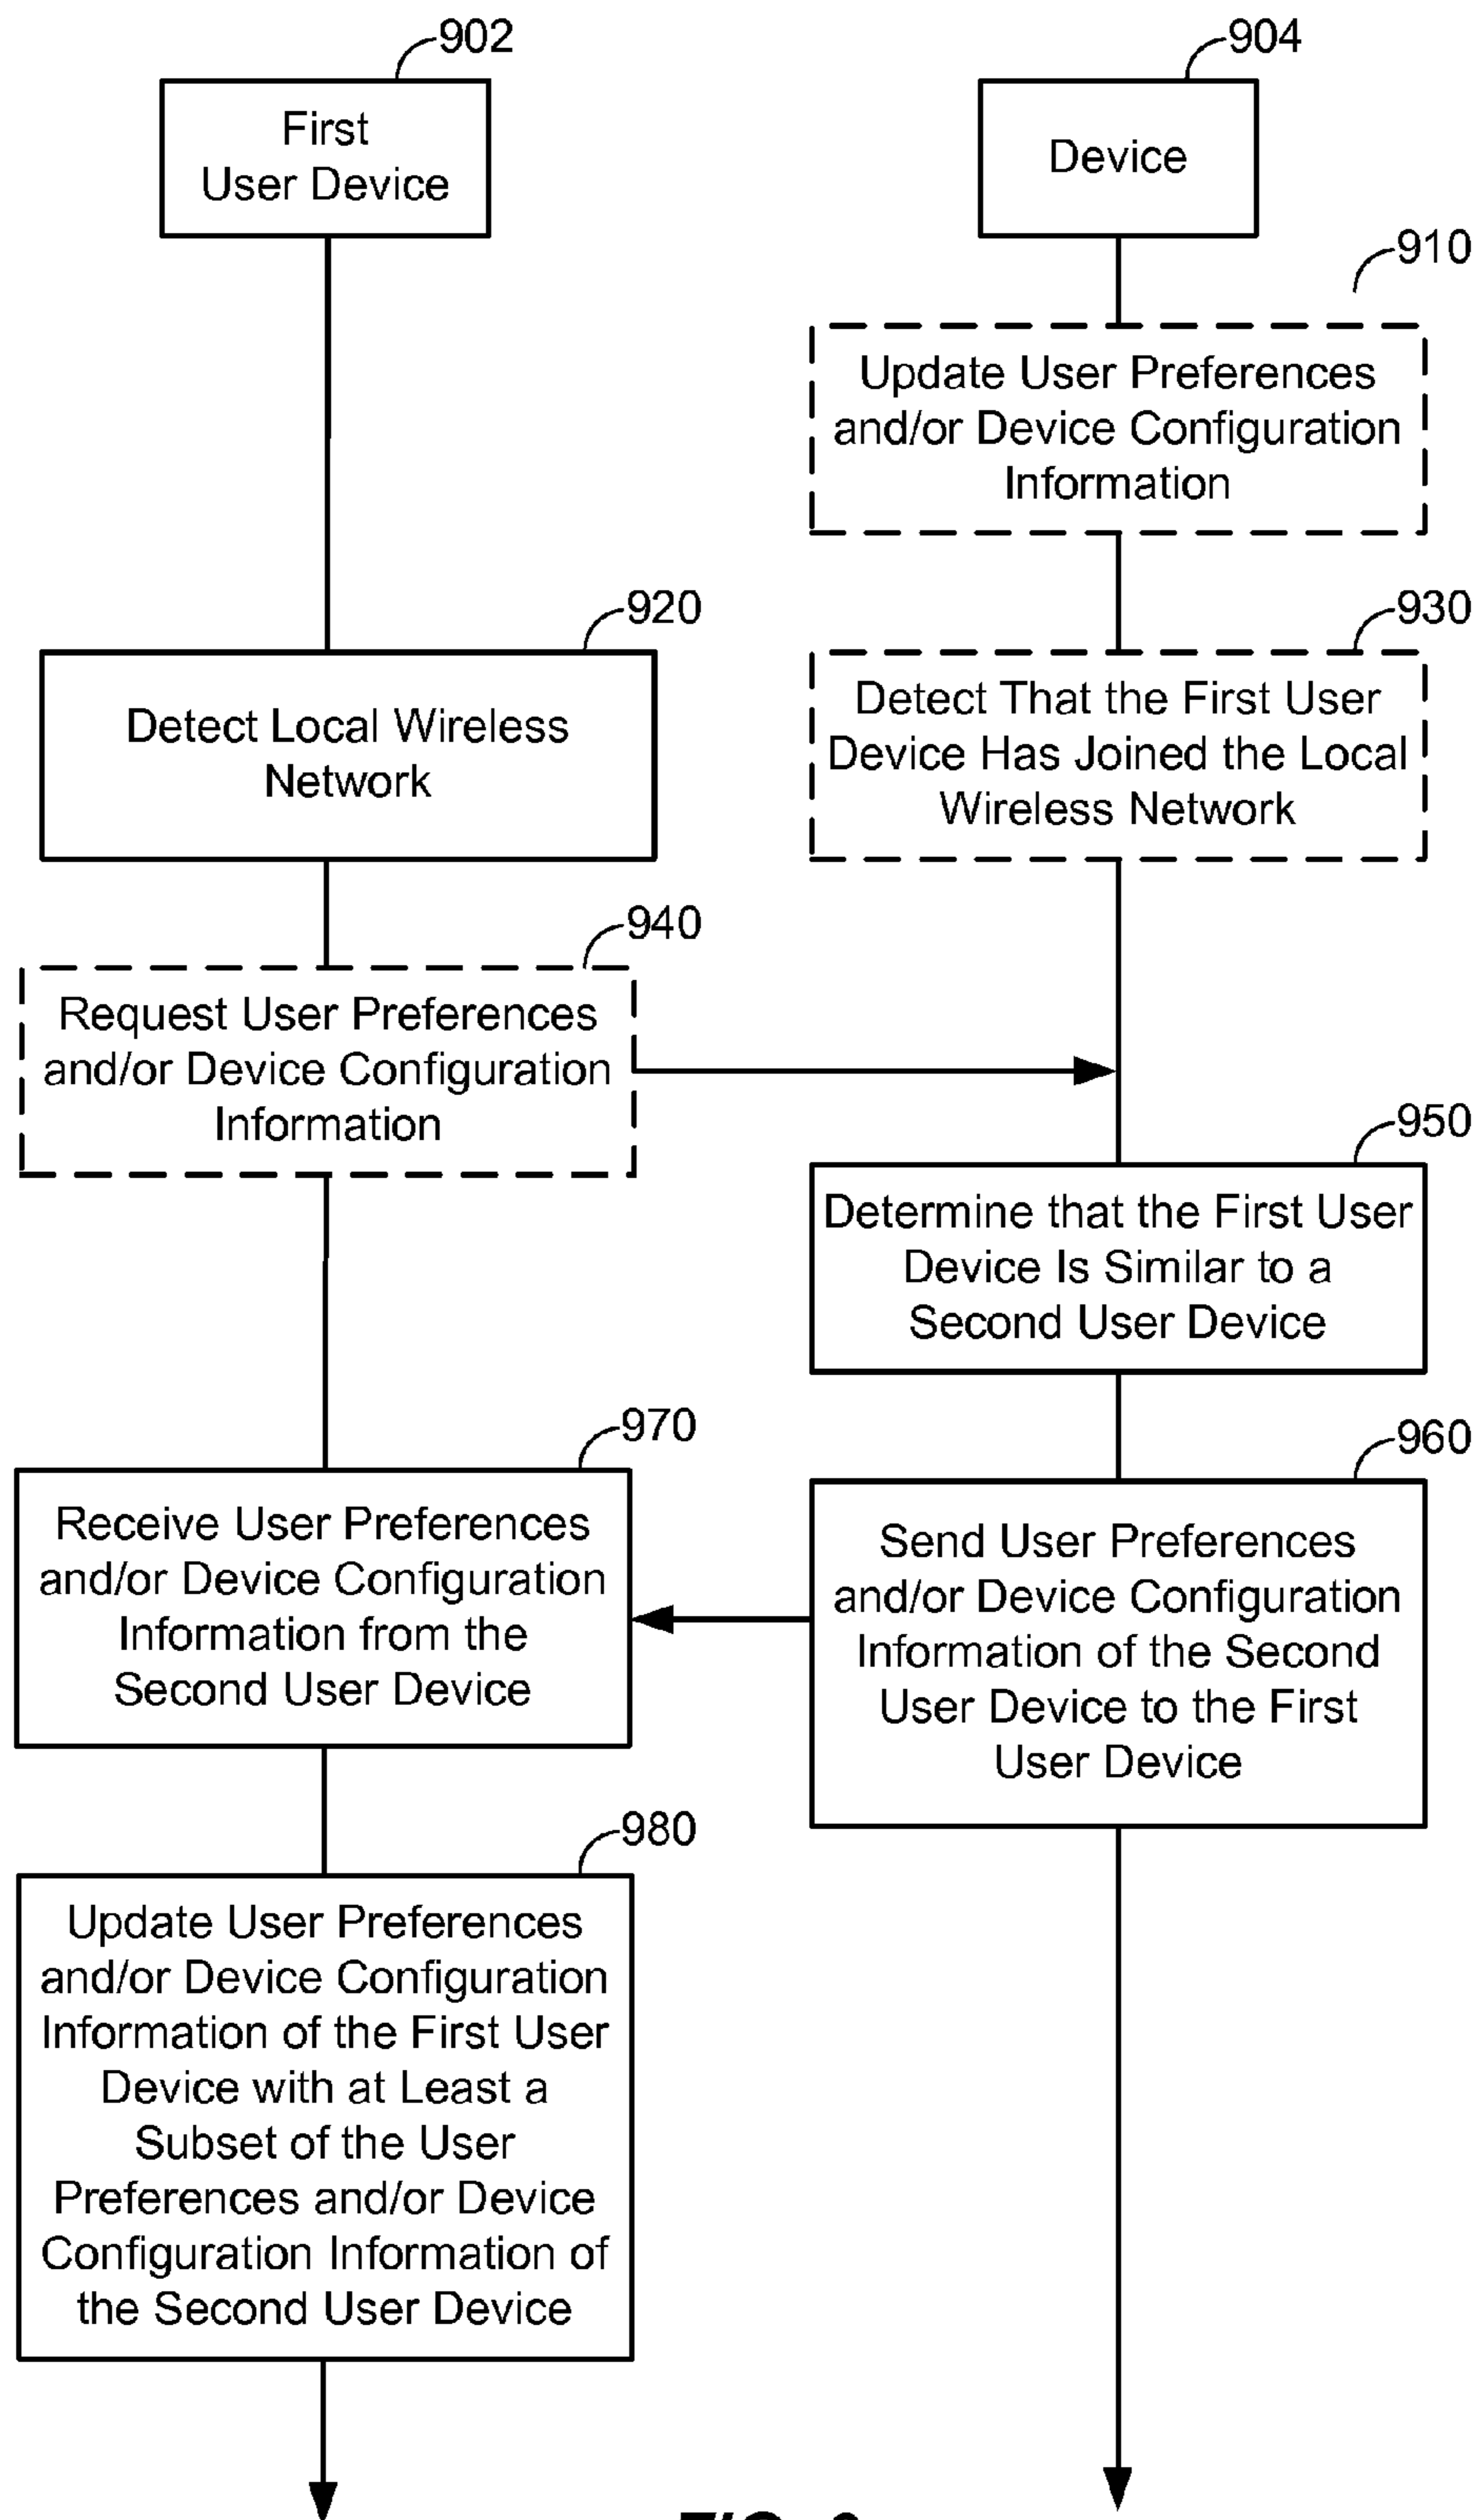 902
First
User Device
904
Device
910
Update User Preferences
and/or Device Configuration
Information
920
Detect Local Wireless
Network
930
Detect That the First User
Device Has Joined the Local
Wireless Network
940
Request User Preferences
and/or Device Configuration
Information
950
Determine that the First User
Device Is Similar to a
Second User Device
960
Send User Preferences
and/or Device Configuration
Information of the Second
User Device to the First
User Device
970
Receive User Preferences
and/or Device Configuration
Information from the
Second User Device
980
Update User Preferences
and/or Device Configuration
Information of the First User
Device with at Least a
Subset of the User
Preferences and/or Device
Configuration Information of
the Second User Device